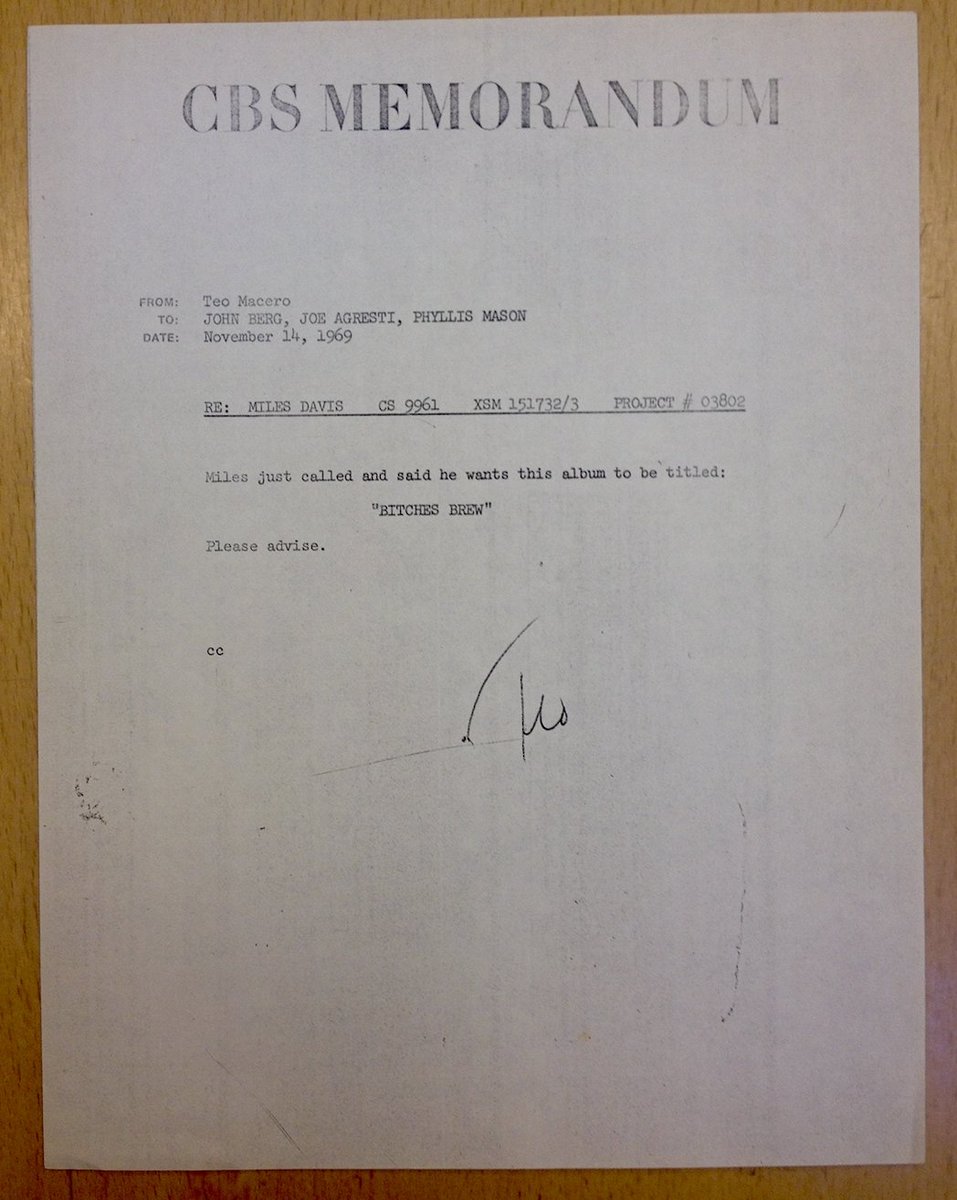 CBS MEMORANDUM
FROM: Teo Macero
TO: JOHN BERG, JOE AGRESTI, PHYLLIS MASON
DATE: November 14, 1969
RE: MILES DAVIS CS 9961 XSM 151732/3 PROJECT # 03802
Miles just called and said he wants this album to be titled:
"BITCHES BREW"
Please advise.
cc
Teo